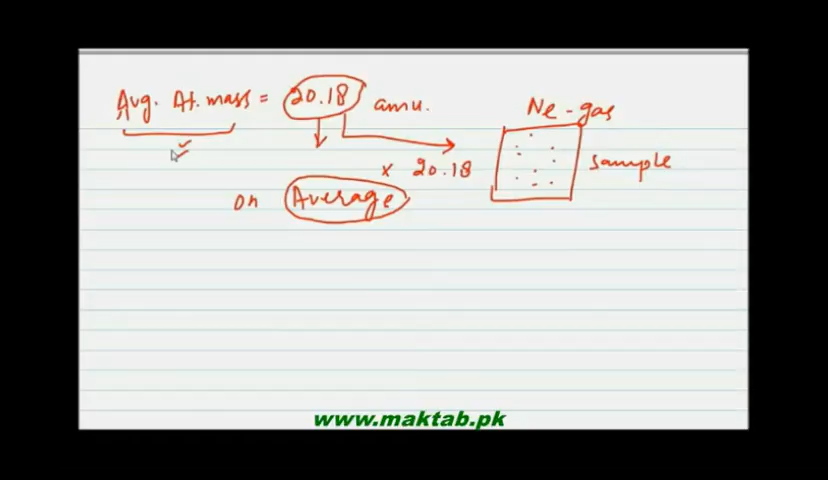 Avg. At. mass = 20.18 amu.
Ne-gas
sample
x 20.18
on Average
www.maktab.pk